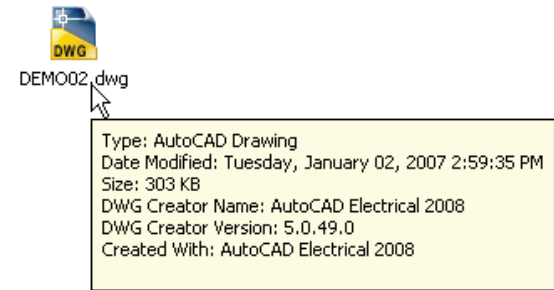 DWG
DEMO02.dwg
Type: AutoCAD Drawing
Date Modified: Tuesday, January 02, 2007 2:59:35 PM
Size: 303 KB
DWG Creator Name: AutoCAD Electrical 2008
DWG Creator Version: 5.0.49.0
Created With: AutoCAD Electrical 2008